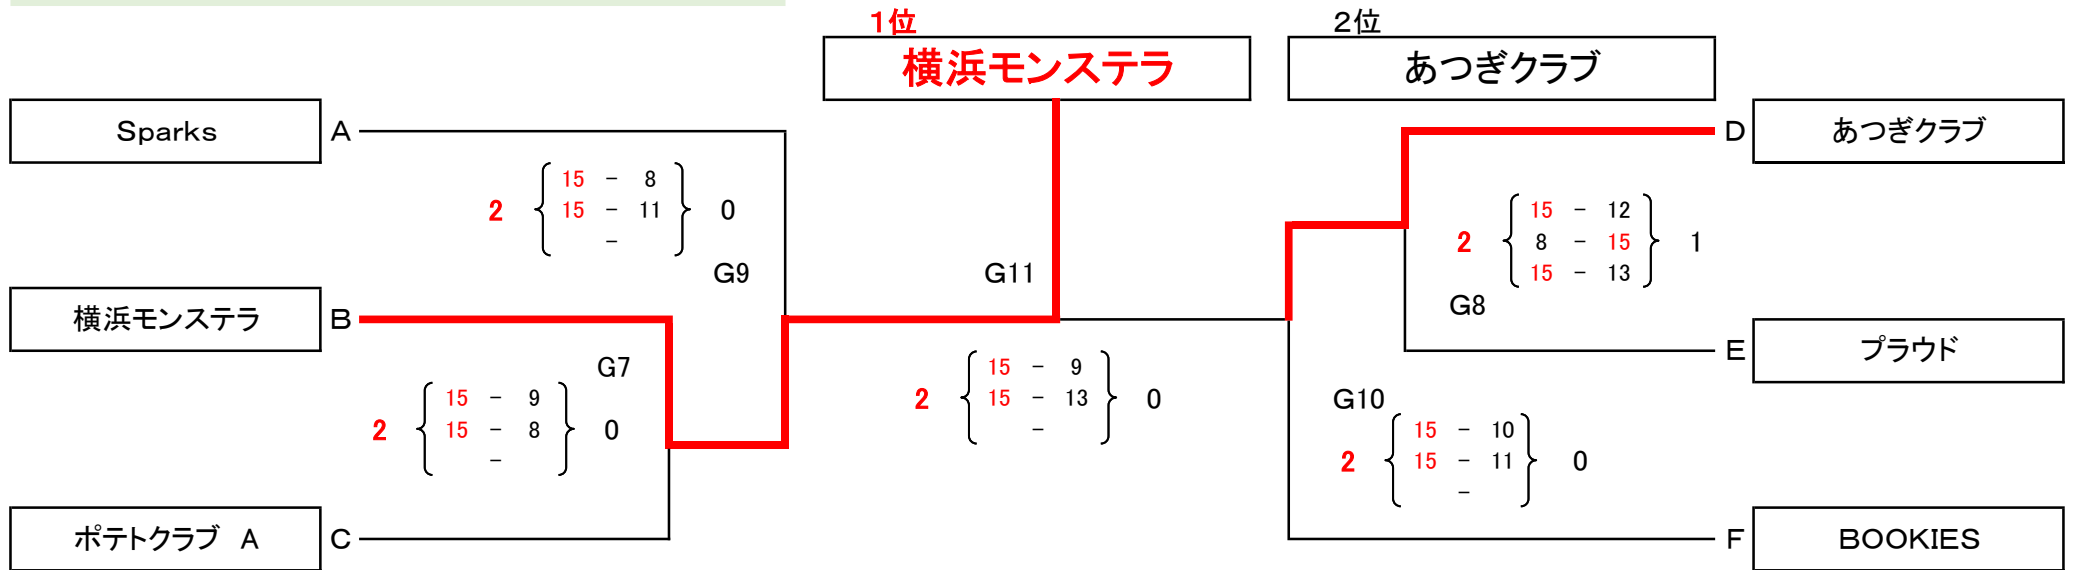 1位
2位
横浜モンステラ
あつぎクラブ
Sparks A
D あつぎクラブ
15 - 8
2 15 - 11 0
-
G9
15 - 12
2 8 - 15 1
15 - 13
G8
G11
横浜モンステラ B
E プラウド
G7
15 - 9
2 15 - 8 0
-
15 - 9
2 15 - 13 0
-
G10
15 - 10
2 15 - 11 0
-
ポテトクラブ A C
F BOOKIES